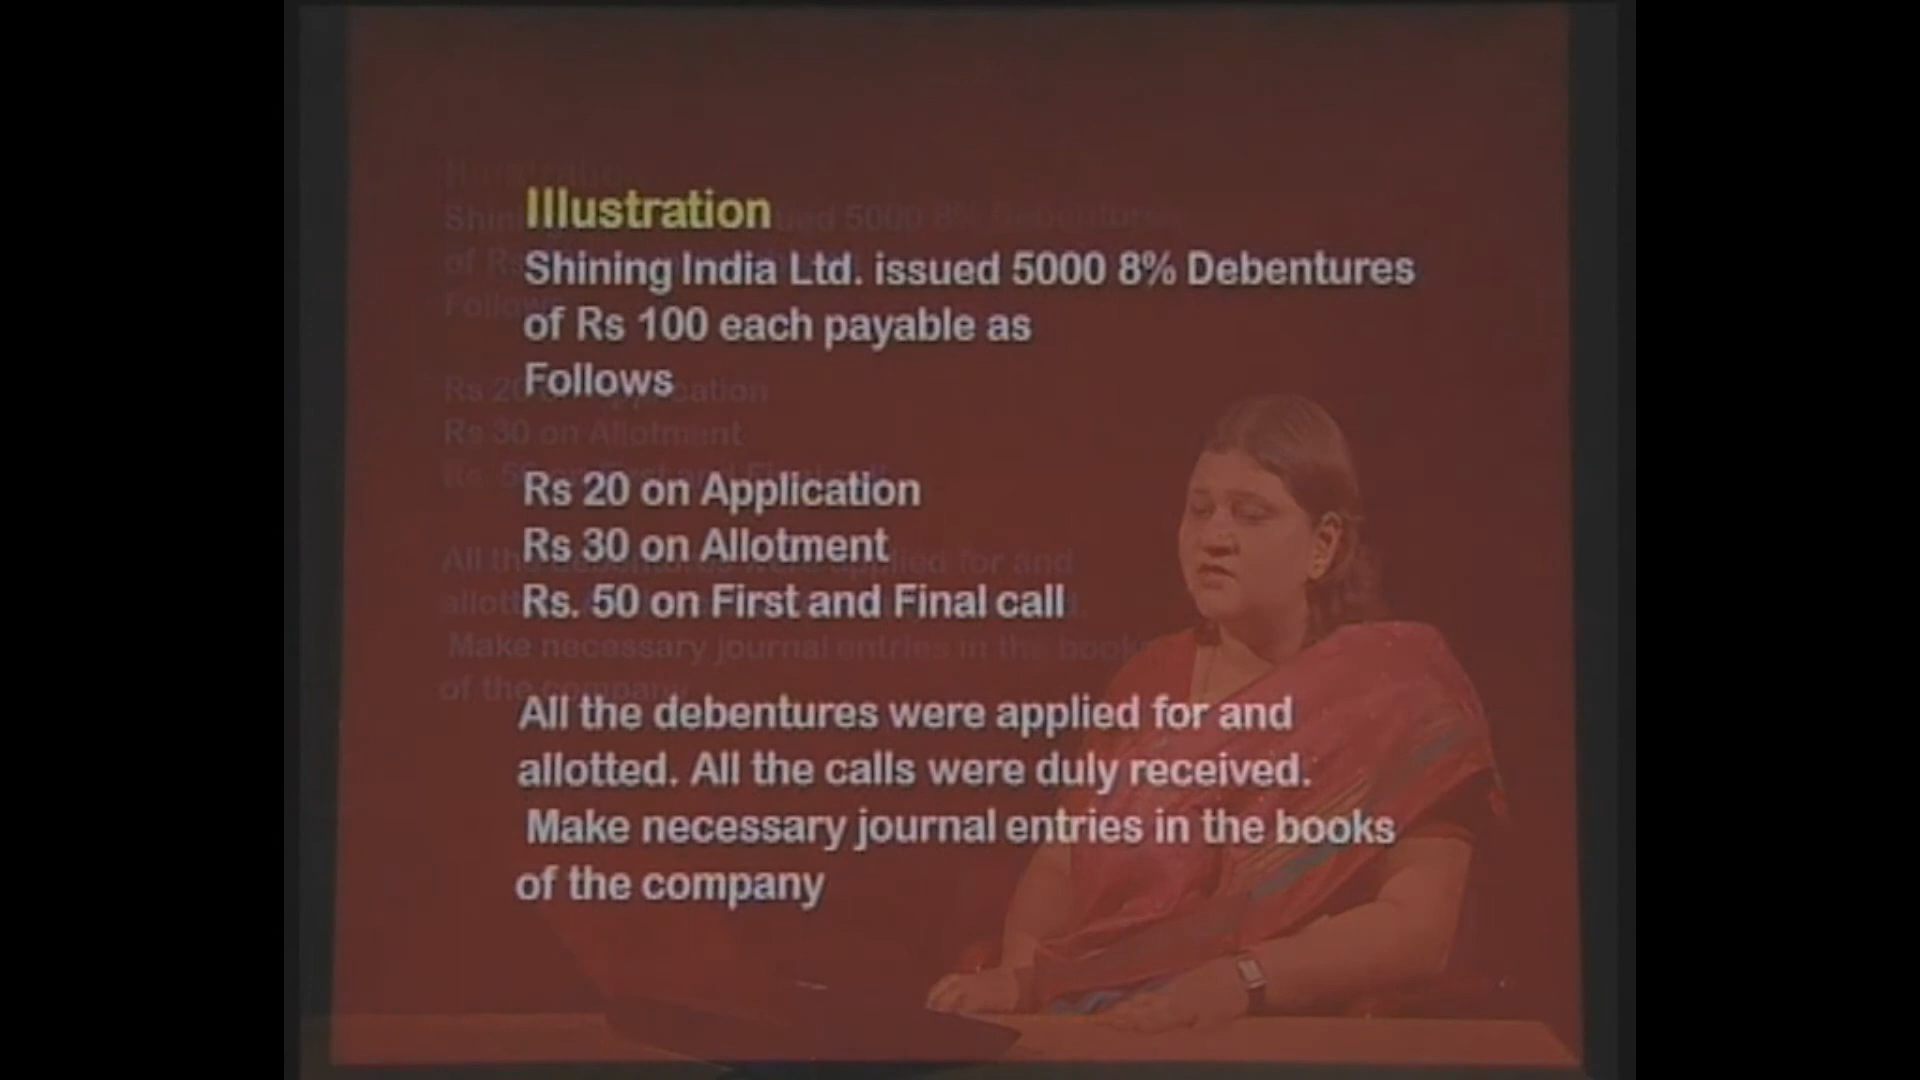 Illustration
Shining India Ltd. issued 5000 8% Debentures
of Rs 100 each payable as
Follows
Rs 20 on Application
Rs 30 on Allotment
Rs. 50 on First and Final call
All the debentures were applied for and
allotted. All the calls were duly received.
Make necessary journal entries in the books
of the company